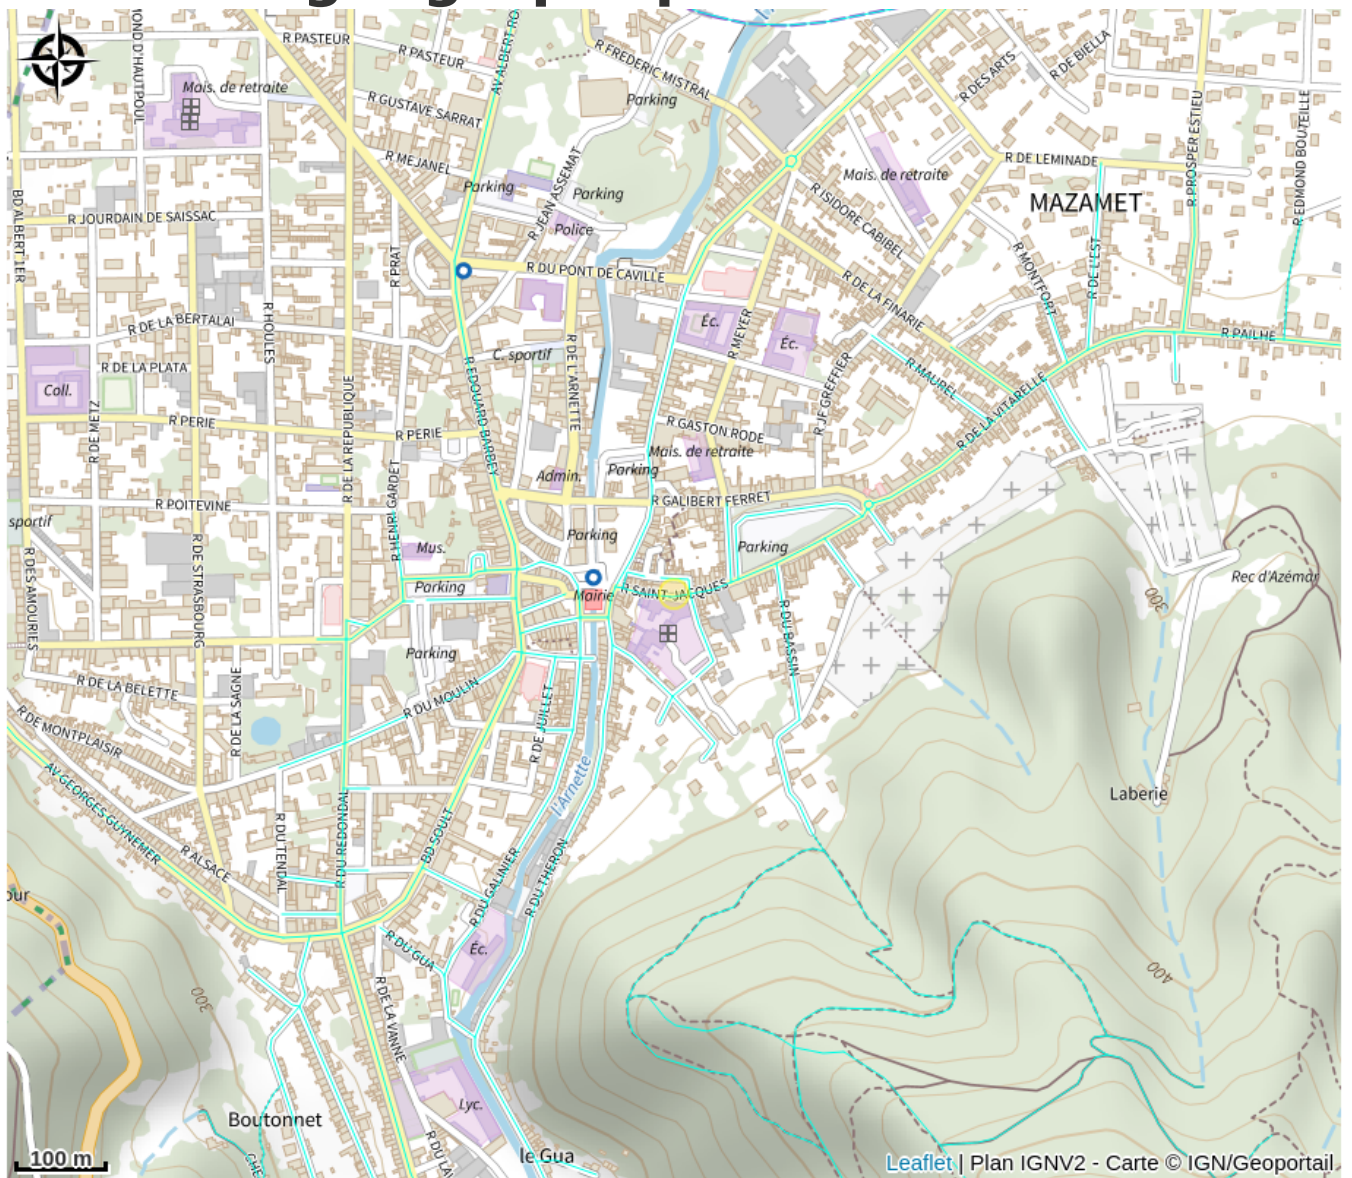 R PASTEUR
R PASTEUR
AV ALBERT RO
R FREDERIC MISTRAL
R DES ARTS
R DE BIELLA
MOND D'HAUTPOUL
Mais. de retraite
R GUSTAVE SARRAT
Parking
R PROSPER ESTIEU
R EDMOND BOUTEILLE
R MEJANEL
R JEAN ASSEMAT
R DE LEMINADE
Mais. de retraite
Parking
Parking
R ISIDORE CABIBEL
MAZAMET
BD ALBERT 1ER
R JOURDAIN DE SAISSAC
Police
R PRAT
R DU PONT DE CAVILLE
R DE LA FINARIE
R MONTFORT
R DE L'EST
R HOULES
R DE LA BERTALAI
R MEYER
Éc.
Éc.
R PAILHE
C. sportif
R DE L'ARNETTE
R DE LA PLATA
R EDOUARD BARBEY
R MAUREL
R JF GREFFIER
Coll.
R DE METZ
R DE LA REPUBLIQUE
R DE LA VITARELLE
R PERIE
R PERIE
R GASTON RODE
Mais. de retraite
R HENRI GARDET
Admin.
Parking
R POITEVINE
R GALIBERT FERRET
sportif
Parking
Mus.
Parking
R DES AMOURIES
R DE STRASBOURG
Parking
Mairie
R SAINT-JACQUES
Rec d'Azémar
300
R DU BASSIN
Parking
R DE LA BELETTE
R DE LA SAGNE
R DU MOULIN
R DE JUILLET
R DE MONTPLAISIR
l'Arnette
Laberie
AV GEORGES GUYNEMER
R DU REDONDAL
R DU TENDAL
BD SOULT
R ALSACE
R DU GALINIER
R DU THERON
our
R DU GUA
Éc.
400
300
R DE LA VANNE
Boutonnet
Lyc.
le Gua
R DU LA
CHE
100 m
Leaflet | Plan IGNV2 - Carte © IGN/Geoportail